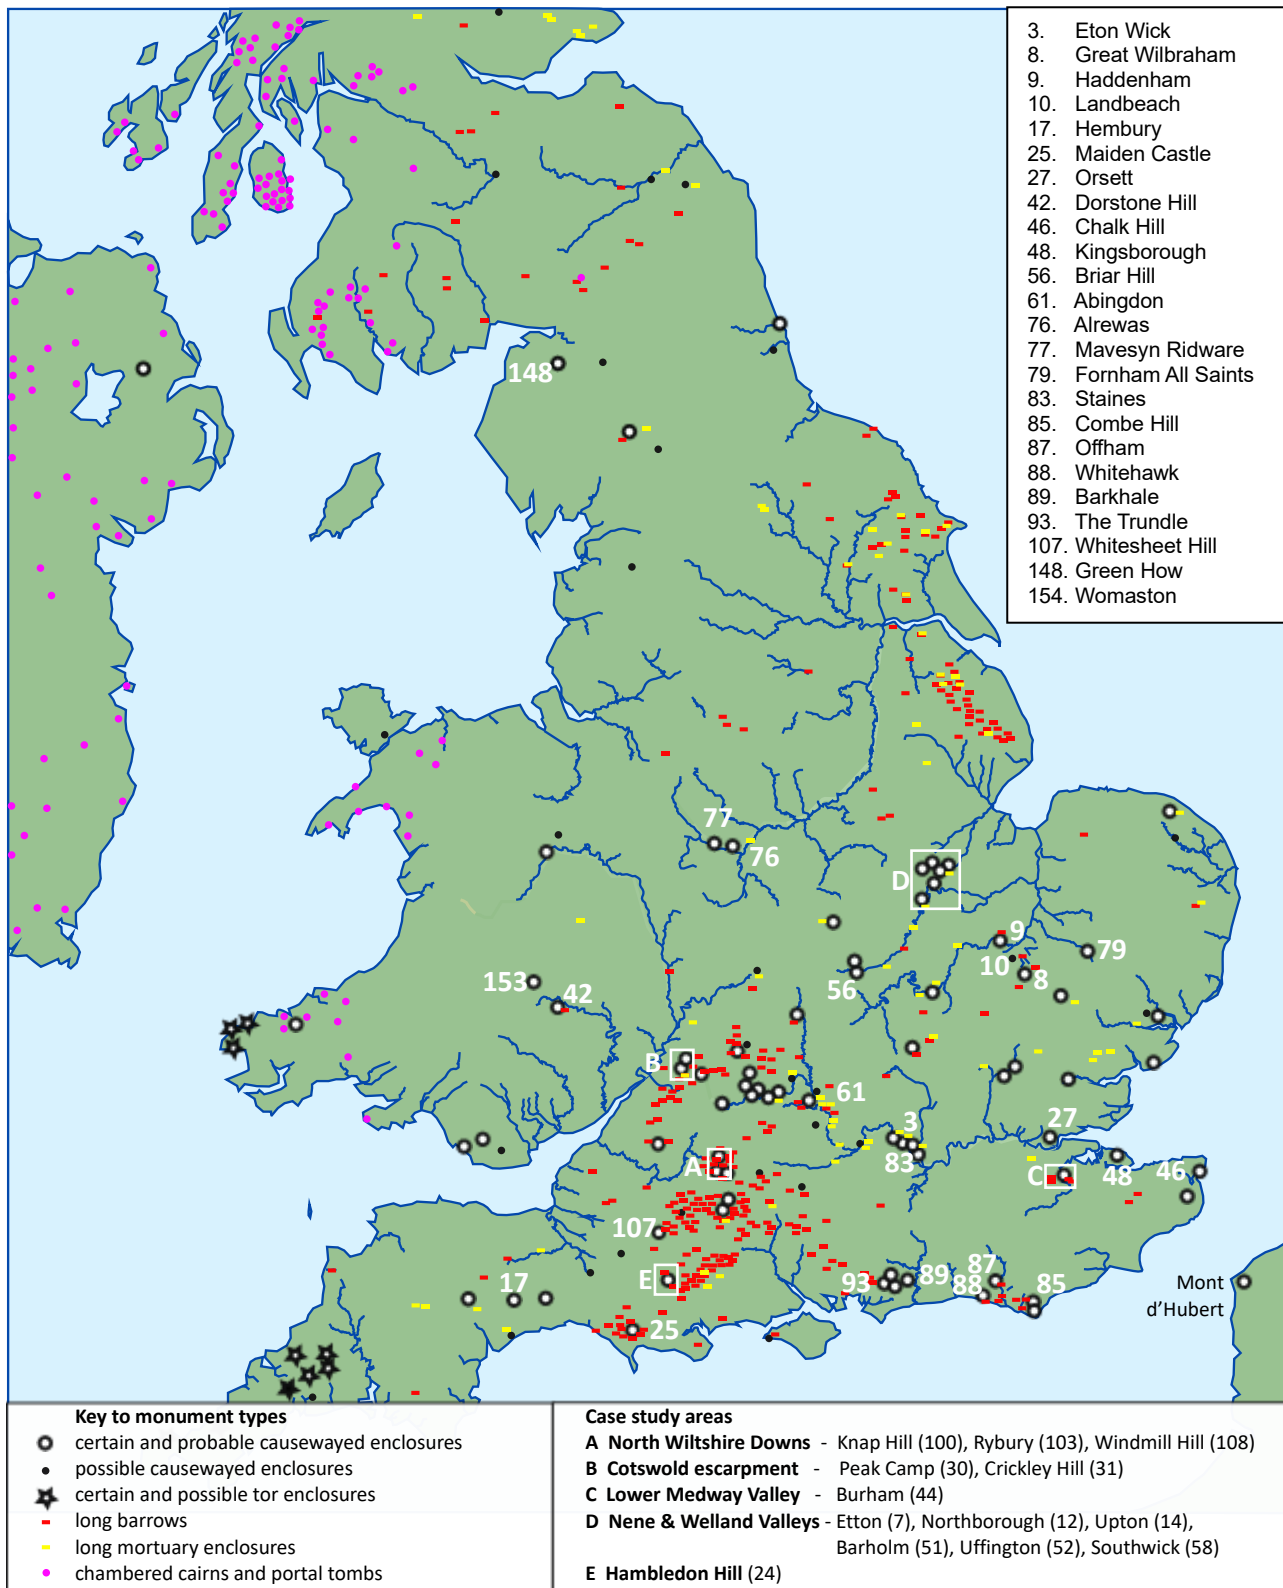 3. Eton Wick
8. Great Wilbraham
9. Haddenham
10. Landbeach
17. Hembury
25. Maiden Castle
27. Orsett
42. Dorstone Hill
46. Chalk Hill
48. Kingsborough
56. Briar Hill
61. Abingdon
76. Alrewas
77. Mavesyn Ridware
79. Fornham All Saints
83. Staines
85. Combe Hill
87. Offham
88. Whitehawk
89. Barkhale
93. The Trundle
107. Whitesheet Hill
148. Green How
154. Womaston
148
77
76
D
9
79
10
8
56
153
42
B
61
3
83
27
A
C
48
46
107
E
17
93
89
87
88
85
25
Mont
d'Hubert
Key to monument types
certain and probable causewayed enclosures
possible causewayed enclosures
certain and possible tor enclosures
long barrows
long mortuary enclosures
chambered cairns and portal tombs
Case study areas
A North Wiltshire Downs - Knap Hill (100), Rybury (103), Windmill Hill (108)
B Cotswold escarpment - Peak Camp (30), Crickley Hill (31)
C Lower Medway Valley - Burham (44)
D Nene & Welland Valleys - Etton (7), Northborough (12), Upton (14),
Barholm (51), Uffington (52), Southwick (58)
E Hambledon Hill (24)